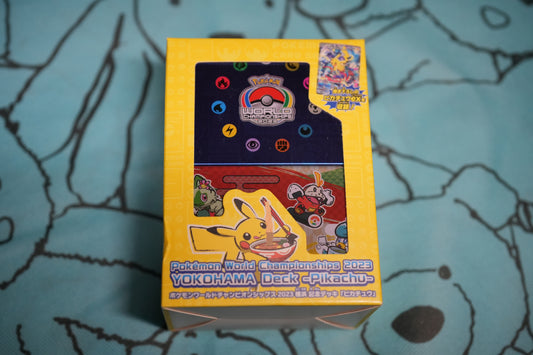 Pokémon
WORLD
CHAMPIONSHIPS
2023
Pokémon World Championships 2023
YOKOHAMA Deck -Pikachu-
ポケモンワールドチャンピオンシップス2023 横浜 記念デッキ「ピカチュウ」